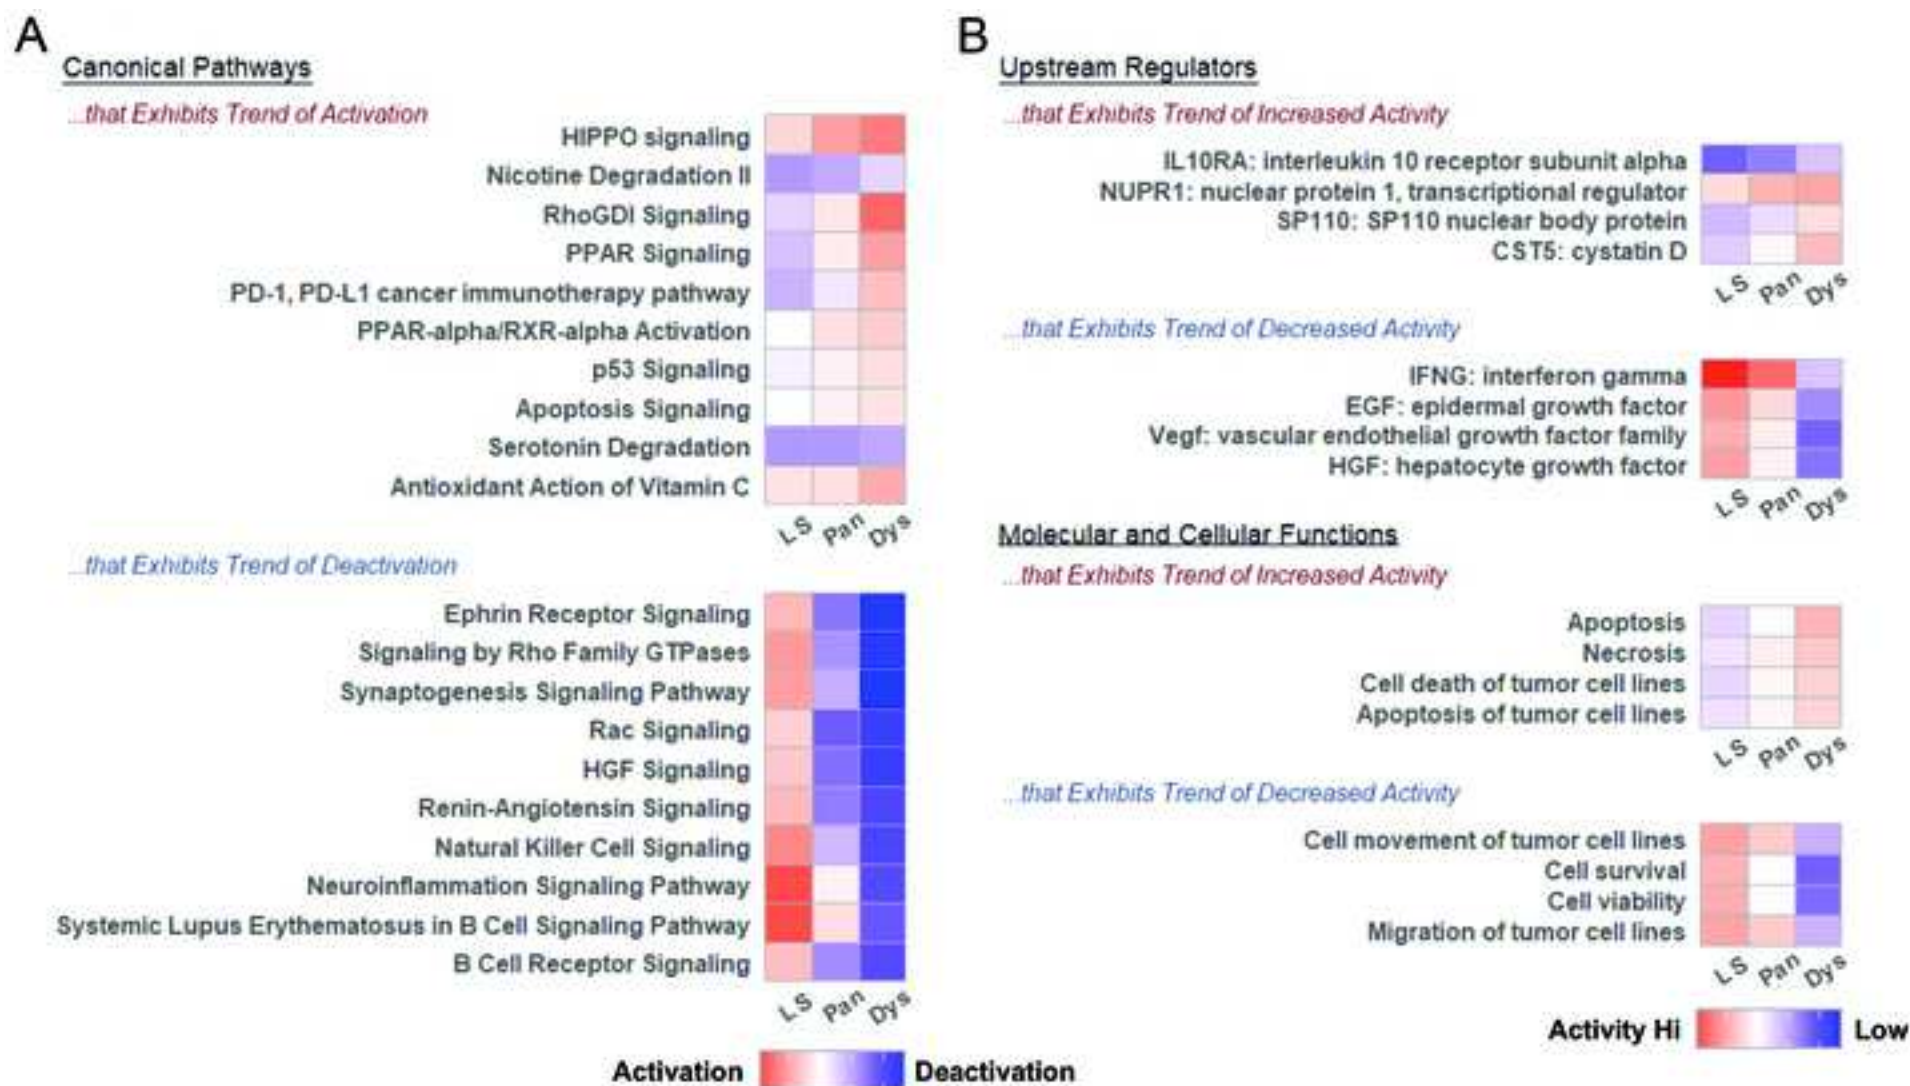 A
Canonical Pathways
...that Exhibits Trend of Activation
HIPPO signaling
Nicotine Degradation II
RhoGDI Signaling
PPAR Signaling
PD-1, PD-L1 cancer immunotherapy pathway
PPAR-alpha/RXR-alpha Activation
p53 Signaling
Apoptosis Signaling
Serotonin Degradation
Antioxidant Action of Vitamin C
LS Pan Dys
...that Exhibits Trend of Deactivation
Ephrin Receptor Signaling
Signaling by Rho Family GTPases
Synaptogenesis Signaling Pathway
Rac Signaling
HGF Signaling
Renin-Angiotensin Signaling
Natural Killer Cell Signaling
Neuroinflammation Signaling Pathway
Systemic Lupus Erythematosus in B Cell Signaling Pathway
B Cell Receptor Signaling
LS Pan Dys
Activation Deactivation
B
Upstream Regulators
...that Exhibits Trend of Increased Activity
IL10RA: interleukin 10 receptor subunit alpha
NUPR1: nuclear protein 1, transcriptional regulator
SP110: SP110 nuclear body protein
CST5: cystatin D
LS Pan Dys
...that Exhibits Trend of Decreased Activity
IFNG: interferon gamma
EGF: epidermal growth factor
Vegf: vascular endothelial growth factor family
HGF: hepatocyte growth factor
LS Pan Dys
Molecular and Cellular Functions
...that Exhibits Trend of Increased Activity
Apoptosis
Necrosis
Cell death of tumor cell lines
Apoptosis of tumor cell lines
LS Pan Dys
...that Exhibits Trend of Decreased Activity
Cell movement of tumor cell lines
Cell survival
Cell viability
Migration of tumor cell lines
LS Pan Dys
Activity Hi Low